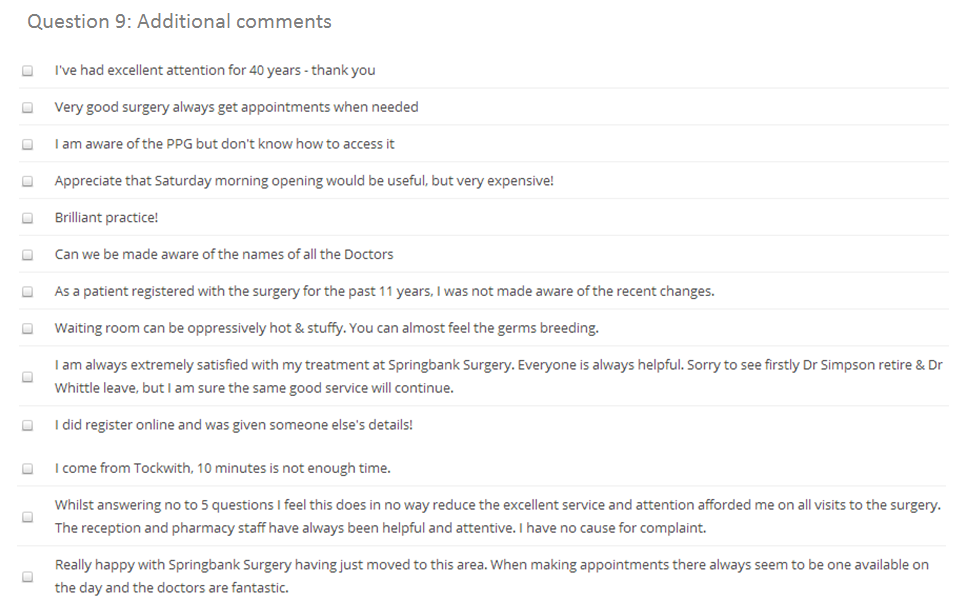 Question 9: Additional comments
I've had excellent attention for 40 years - thank you
Very good surgery always get appointments when needed
I am aware of the PPG but don't know how to access it
Appreciate that Saturday morning opening would be useful, but very expensive!
Brilliant practice!
Can we be made aware of the names of all the Doctors
As a patient registered with the surgery for the past 11 years, I was not made aware of the recent changes.
Waiting room can be oppressively hot & stuffy. You can almost feel the germs breeding.
I am always extremely satisfied with my treatment at Springbank Surgery. Everyone is always helpful. Sorry to see firstly Dr Simpson retire & Dr
Whittle leave, but I am sure the same good service will continue.
I did register online and was given someone else's details!
I come from Tockwith, 10 minutes is not enough time.
Whilst answering no to 5 questions I feel this does in no way reduce the excellent service and attention afforded me on all visits to the surgery.
The reception and pharmacy staff have always been helpful and attentive. I have no cause for complaint.
Really happy with Springbank Surgery having just moved to this area. When making appointments there always seem to be one available on
the day and the doctors are fantastic.